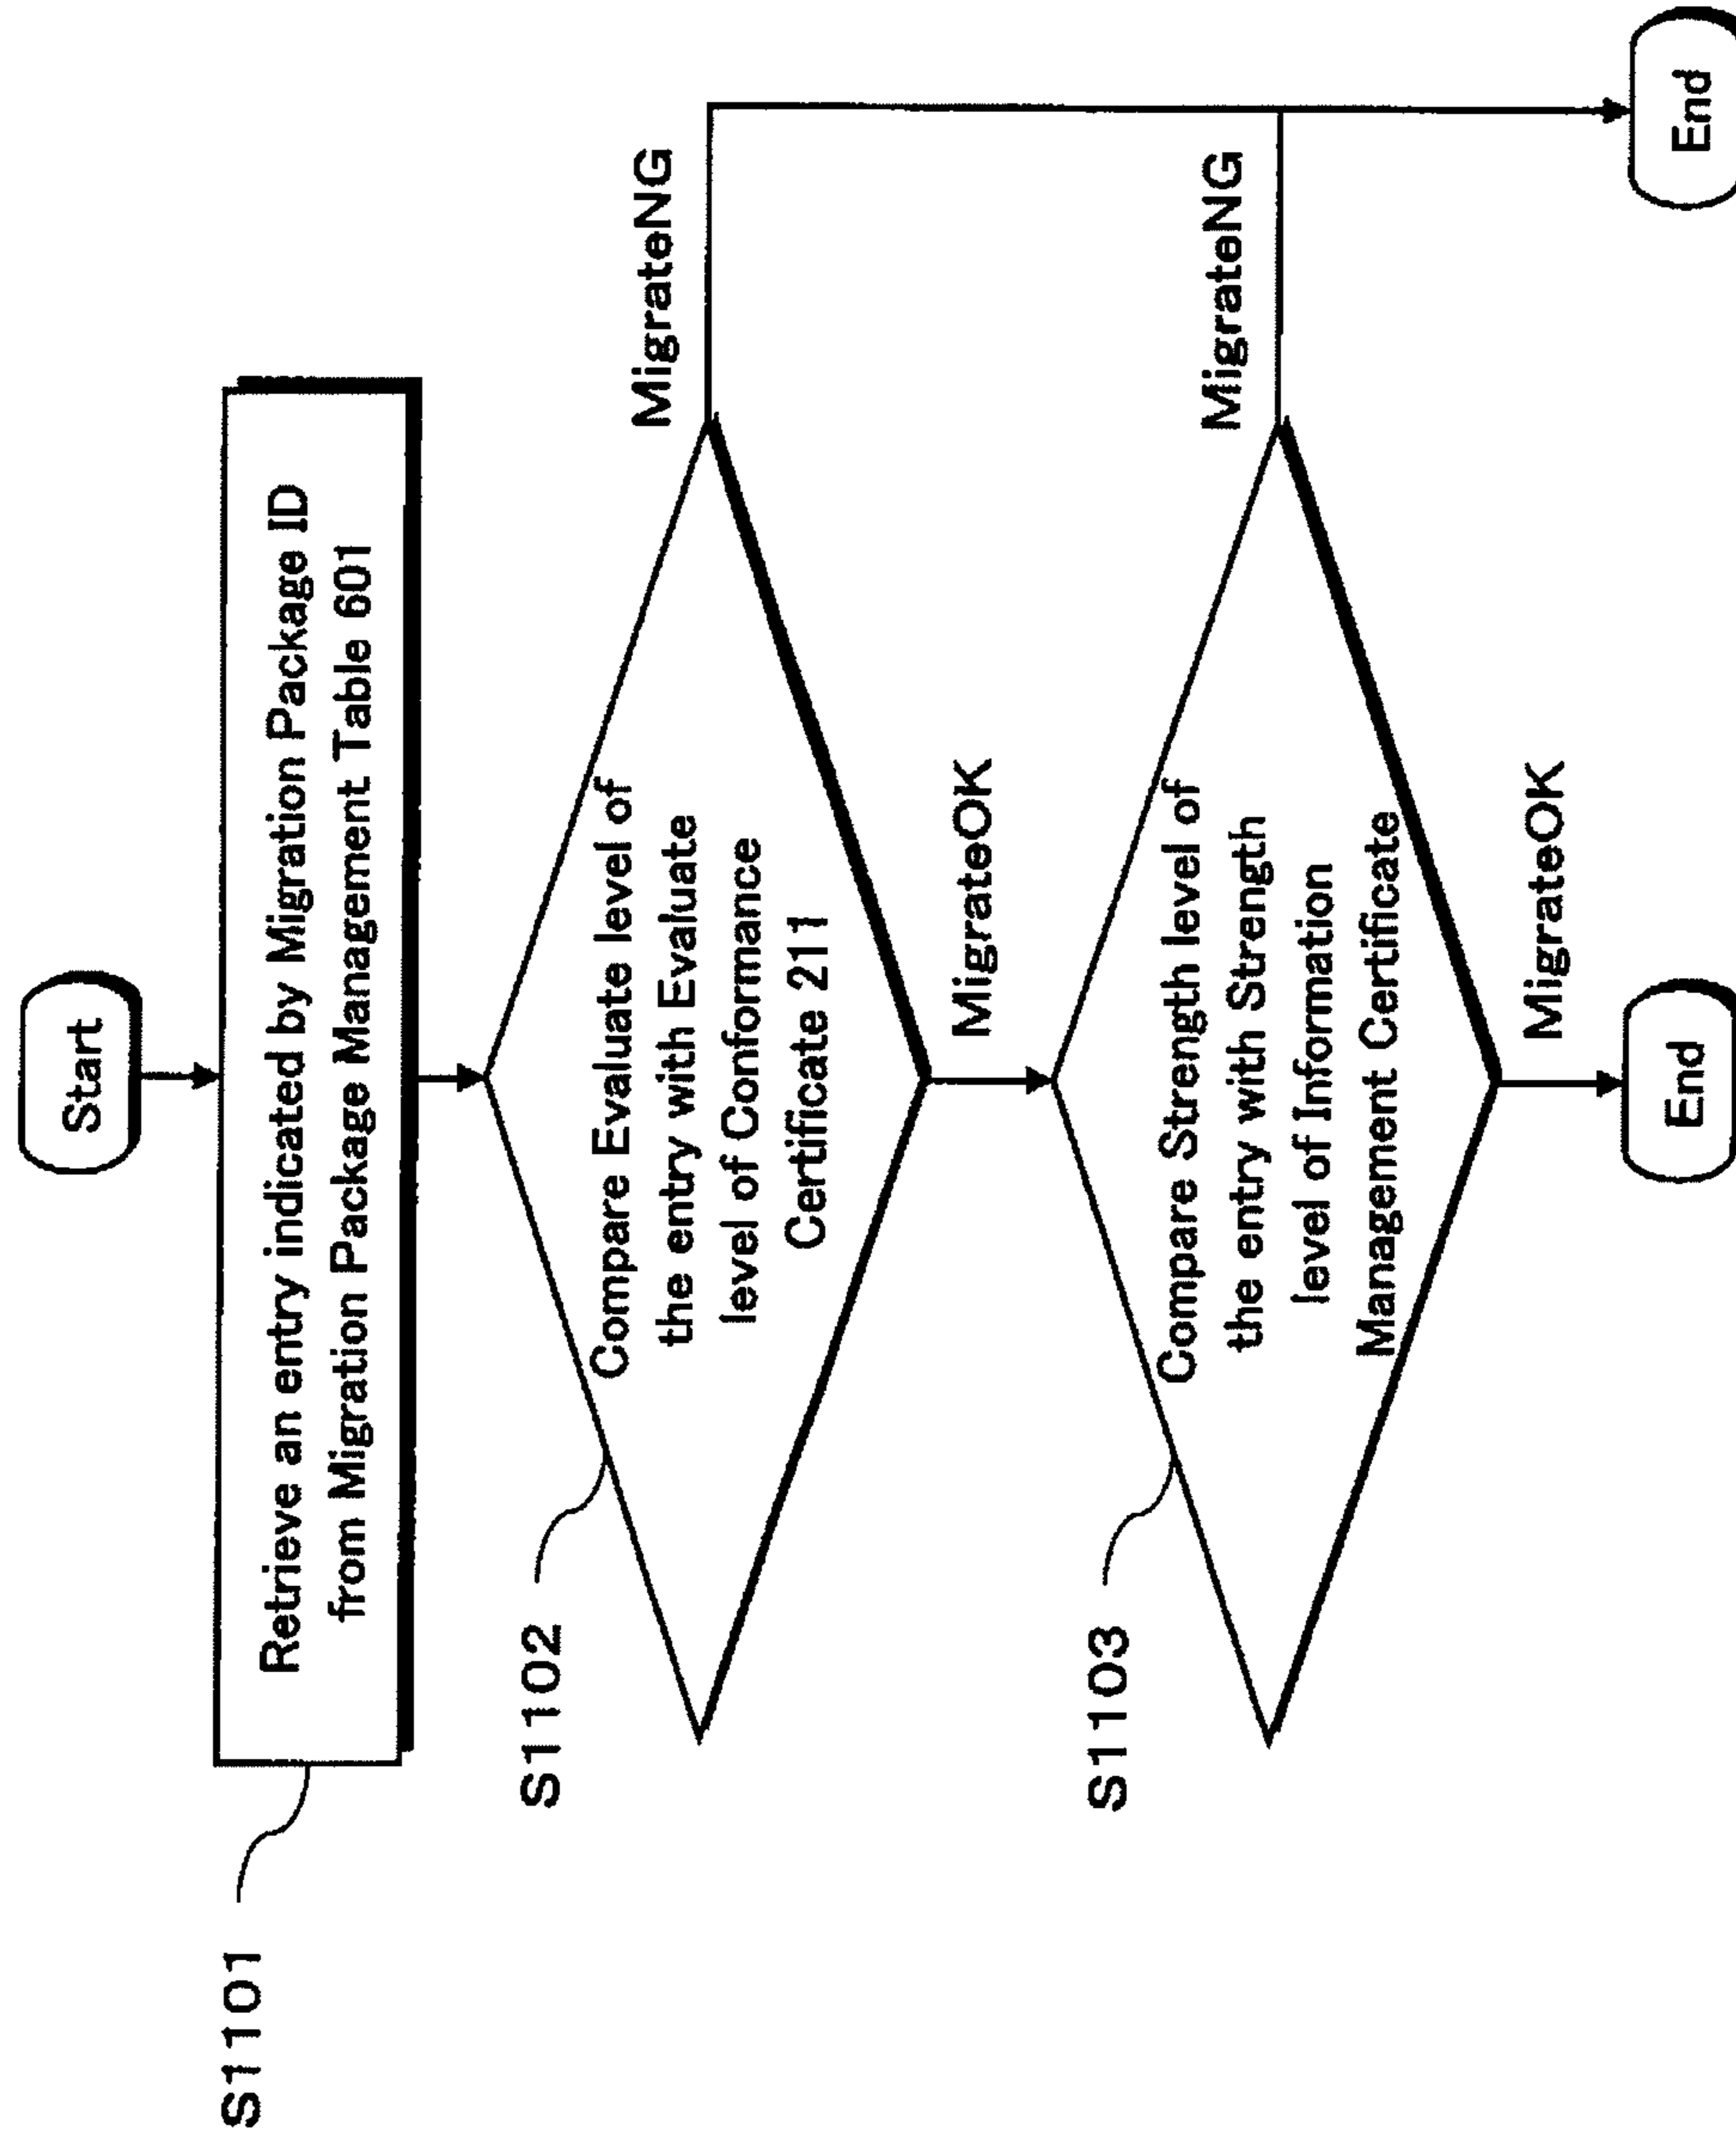 Start
S1101
Retrieve an entry indicated by Migration Package ID
from Migration Package Management Table 601
S1102
Compare Evaluate level of
the entry with Evaluate
level of Conformance
Certificate 211
MigrateNG
MigrateOK
S1103
Compare Strength level of
the entry with Strength
level of Information
Management Certificate
MigrateNG
MigrateOK
End
End